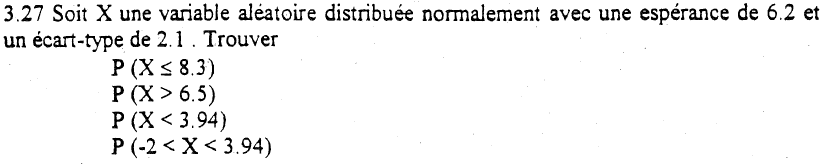 3.27 Soit X une variable aléatoire distribuée normalement avec une espérance de 6.2 et
un écart-type de 2.1 . Trouver
P (X ≤ 8.3)
P (X > 6.5)
P (X < 3.94)
P (-2 < X < 3.94)